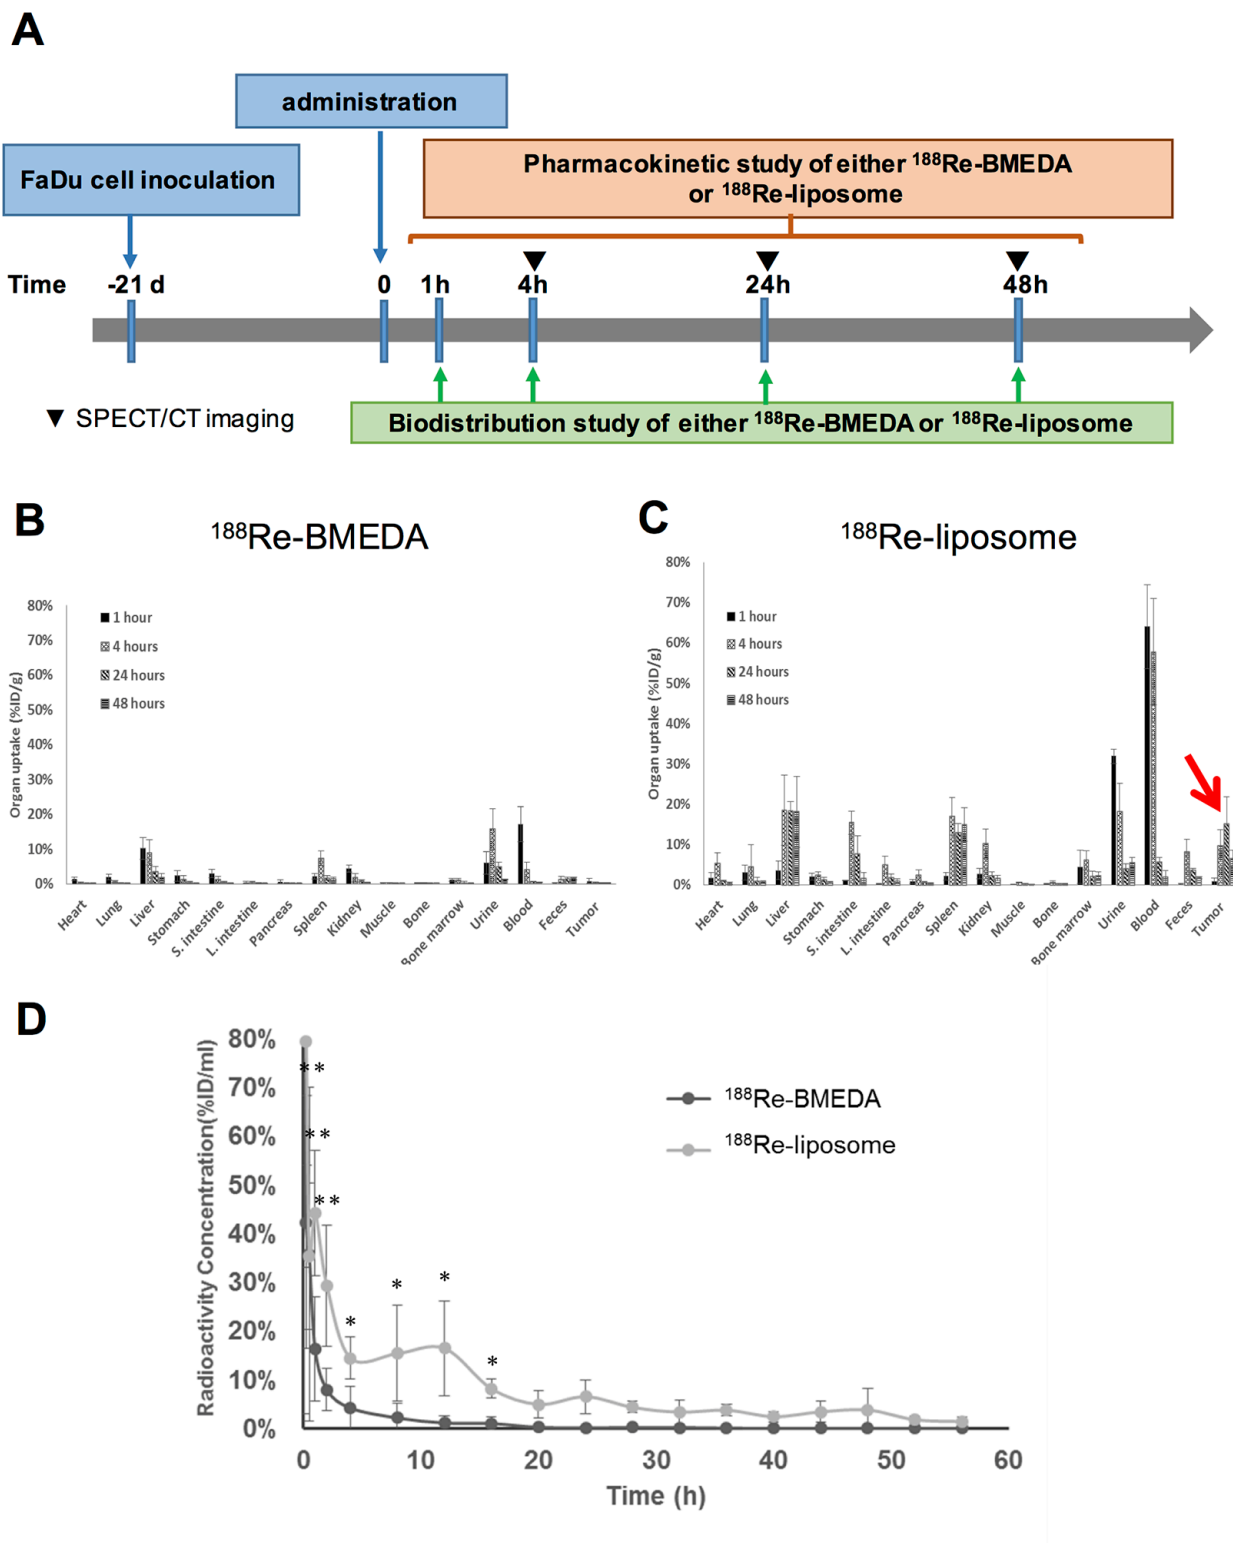 A
administration
FaDu cell inoculation
Pharmacokinetic study of either ¹⁸⁸Re-BMEDA
or ¹⁸⁸Re-liposome
Time
-21 d
0
1h
4h
24h
48h
▼ SPECT/CT imaging
Biodistribution study of either ¹⁸⁸Re-BMEDA or ¹⁸⁸Re-liposome
B
¹⁸⁸Re-BMEDA
Organ uptake (%ID/g)
80%
70%
60%
50%
40%
30%
20%
10%
0%
1 hour
4 hours
24 hours
48 hours
Heart
Lung
Liver
Stomach
S. intestine
L. intestine
Pancreas
Spleen
Kidney
Muscle
Bone
Bone marrow
Urine
Blood
Feces
Tumor
C
¹⁸⁸Re-liposome
Organ uptake (%ID/g)
80%
70%
60%
50%
40%
30%
20%
10%
0%
1 hour
4 hours
24 hours
48 hours
Heart
Lung
Liver
Stomach
S. intestine
L. intestine
Pancreas
Spleen
Kidney
Muscle
Bone
Bone marrow
Urine
Blood
Feces
Tumor
D
Radioactivity Concentration(%ID/ml)
80%
70%
60%
50%
40%
30%
20%
10%
0%
**
**
**
*
*
*
*
¹⁸⁸Re-BMEDA
¹⁸⁸Re-liposome
0
10
20
30
40
50
60
Time (h)